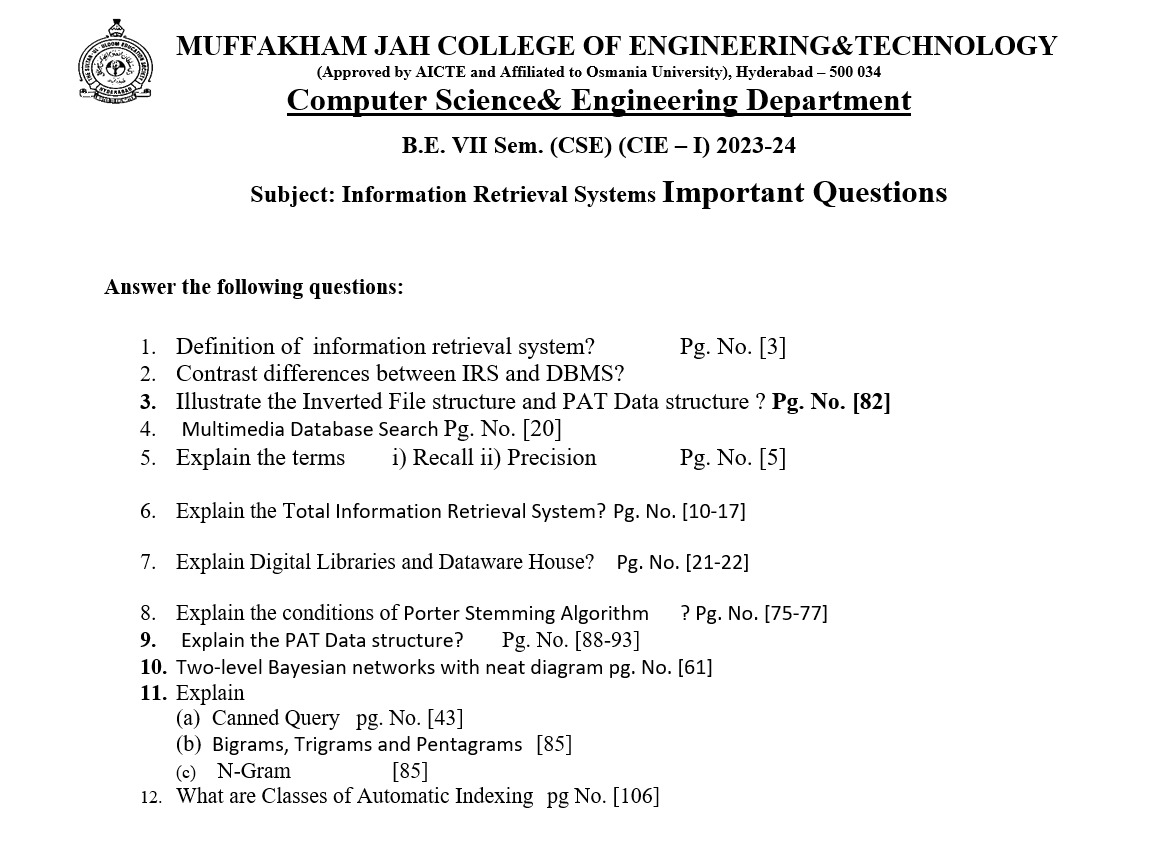 MUFFAKHAM JAH COLLEGE OF ENGINEERING&TECHNOLOGY
(Approved by AICTE and Affiliated to Osmania University), Hyderabad – 500 034
Computer Science& Engineering Department
B.E. VII Sem. (CSE) (CIE – I) 2023-24
Subject: Information Retrieval Systems Important Questions
Answer the following questions:
1. Definition of information retrieval system? Pg. No. [3]
2. Contrast differences between IRS and DBMS?
3. Illustrate the Inverted File structure and PAT Data structure ? Pg. No. [82]
4. Multimedia Database Search Pg. No. [20]
5. Explain the terms i) Recall ii) Precision Pg. No. [5]
6. Explain the Total Information Retrieval System? Pg. No. [10-17]
7. Explain Digital Libraries and Dataware House? Pg. No. [21-22]
8. Explain the conditions of Porter Stemming Algorithm ? Pg. No. [75-77]
9. Explain the PAT Data structure? Pg. No. [88-93]
10. Two-level Bayesian networks with neat diagram pg. No. [61]
11. Explain
(a) Canned Query pg. No. [43]
(b) Bigrams, Trigrams and Pentagrams [85]
(c) N-Gram [85]
12. What are Classes of Automatic Indexing pg No. [106]